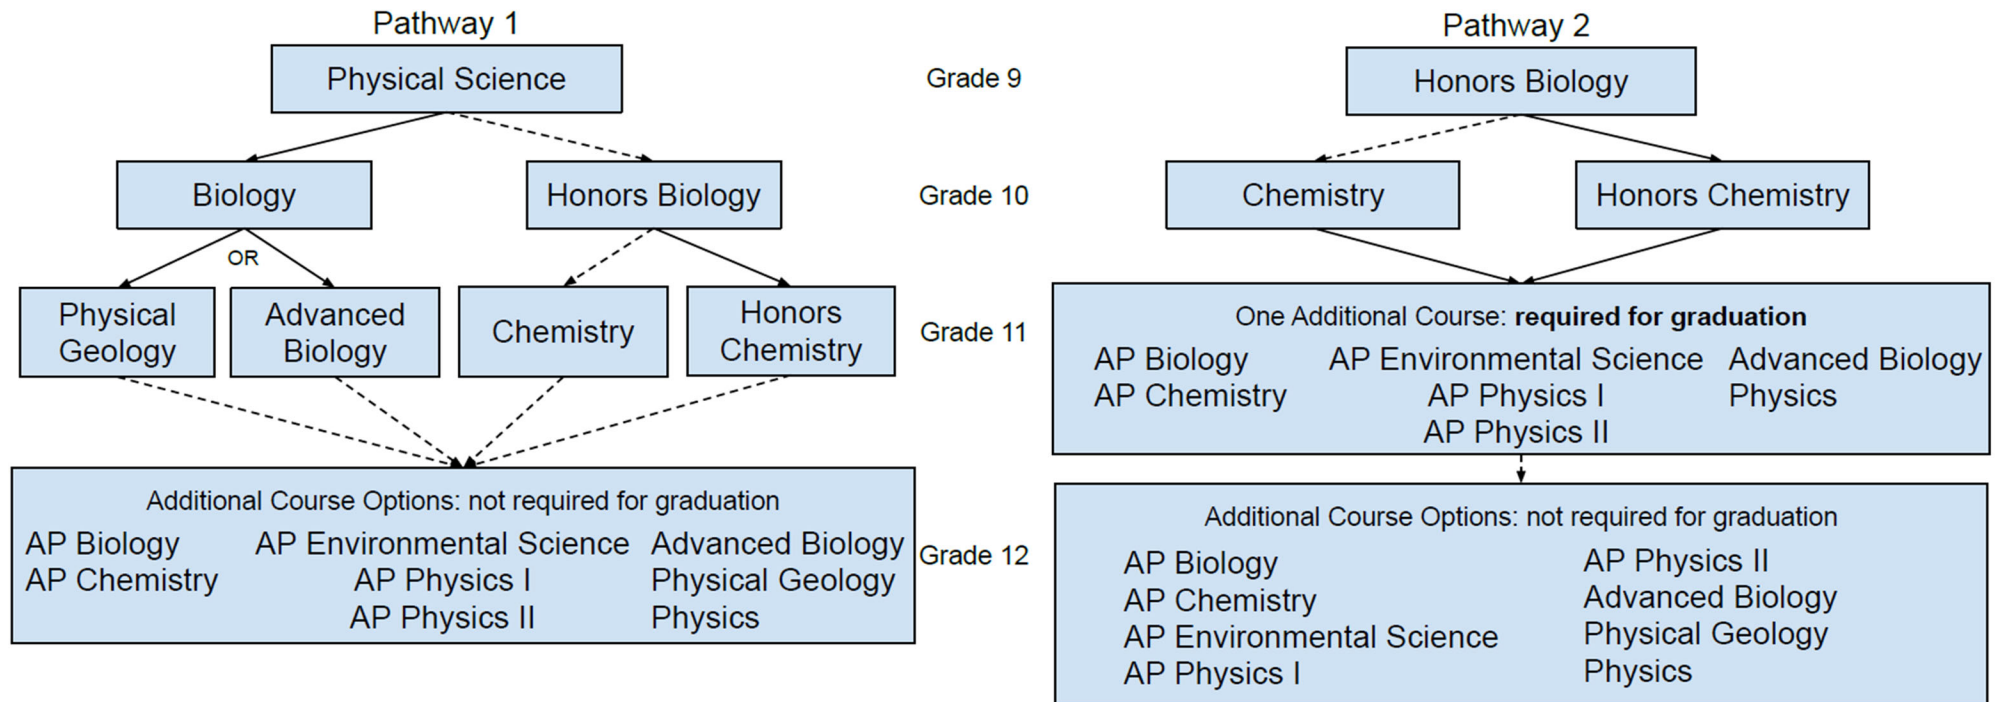 Pathway 1
Physical Science
Biology
Honors Biology
OR
Physical
Geology
Advanced
Biology
Chemistry
Honors
Chemistry
Additional Course Options: not required for graduation
AP Biology AP Environmental Science Advanced Biology
AP Chemistry AP Physics I Physical Geology
AP Physics II Physics
Grade 9
Grade 10
Grade 11
Grade 12
Pathway 2
Honors Biology
Chemistry
Honors Chemistry
One Additional Course: required for graduation
AP Biology AP Environmental Science Advanced Biology
AP Chemistry AP Physics I Physics
AP Physics II
Additional Course Options: not required for graduation
AP Biology
AP Chemistry
AP Environmental Science
AP Physics I
AP Physics II
Advanced Biology
Physical Geology
Physics